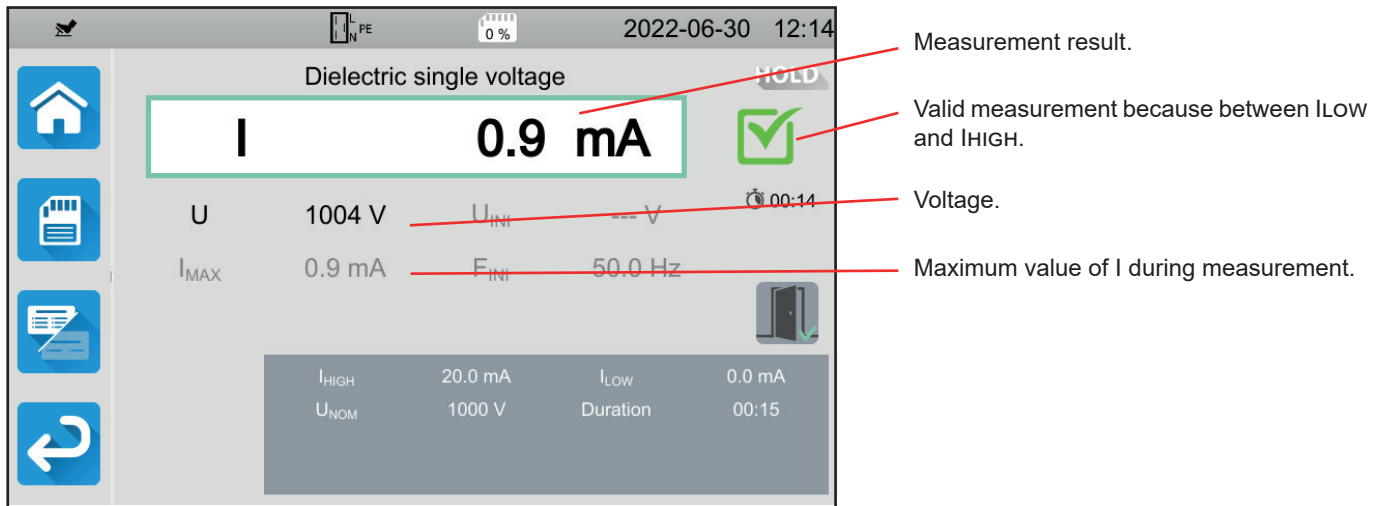 L
N PE
0 %
2022-06-30 12:14
Dielectric single voltage
HOLD
I 0.9 mA
U 1004 V UINI --- V
00:14
IMAX 0.9 mA FINI 50.0 Hz
IHIGH 20.0 mA ILOW 0.0 mA
UNOM 1000 V Duration 00:15
Measurement result.
Valid measurement because between ILOW
and IHIGH.
Voltage.
Maximum value of I during measurement.